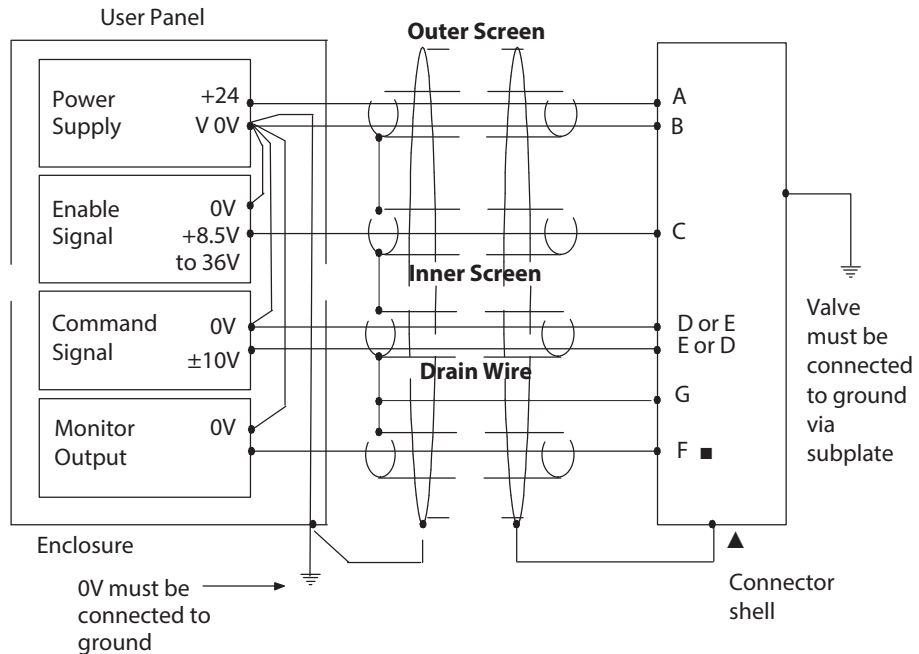 User Panel
Outer Screen
Power
Supply
+24
V 0V
A
B
Enable
Signal
0V
+8.5V
to 36V
C
Inner Screen
Command
Signal
0V
±10V
D or E
E or D
Drain Wire
G
Monitor
Output
0V
F ■
Valve
must be
connected
to ground
via
subplate
Enclosure
0V must be
connected to
ground
▲
Connector
shell